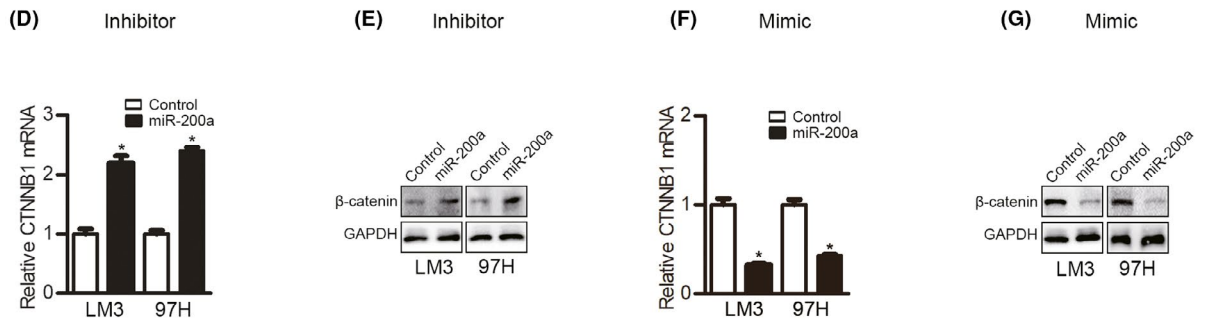 (D) Inhibitor
Relative CTNNB1 mRNA
3
2
1
0
Control
miR-200a
*
*
LM3 97H
(E) Inhibitor
Control miR-200a Control miR-200a
β-catenin
GAPDH
LM3 97H
(F) Mimic
Relative CTNNB1 mRNA
2
1
0
Control
miR-200a
*
*
LM3 97H
(G) Mimic
Control miR-200a Control miR-200a
β-catenin
GAPDH
LM3 97H